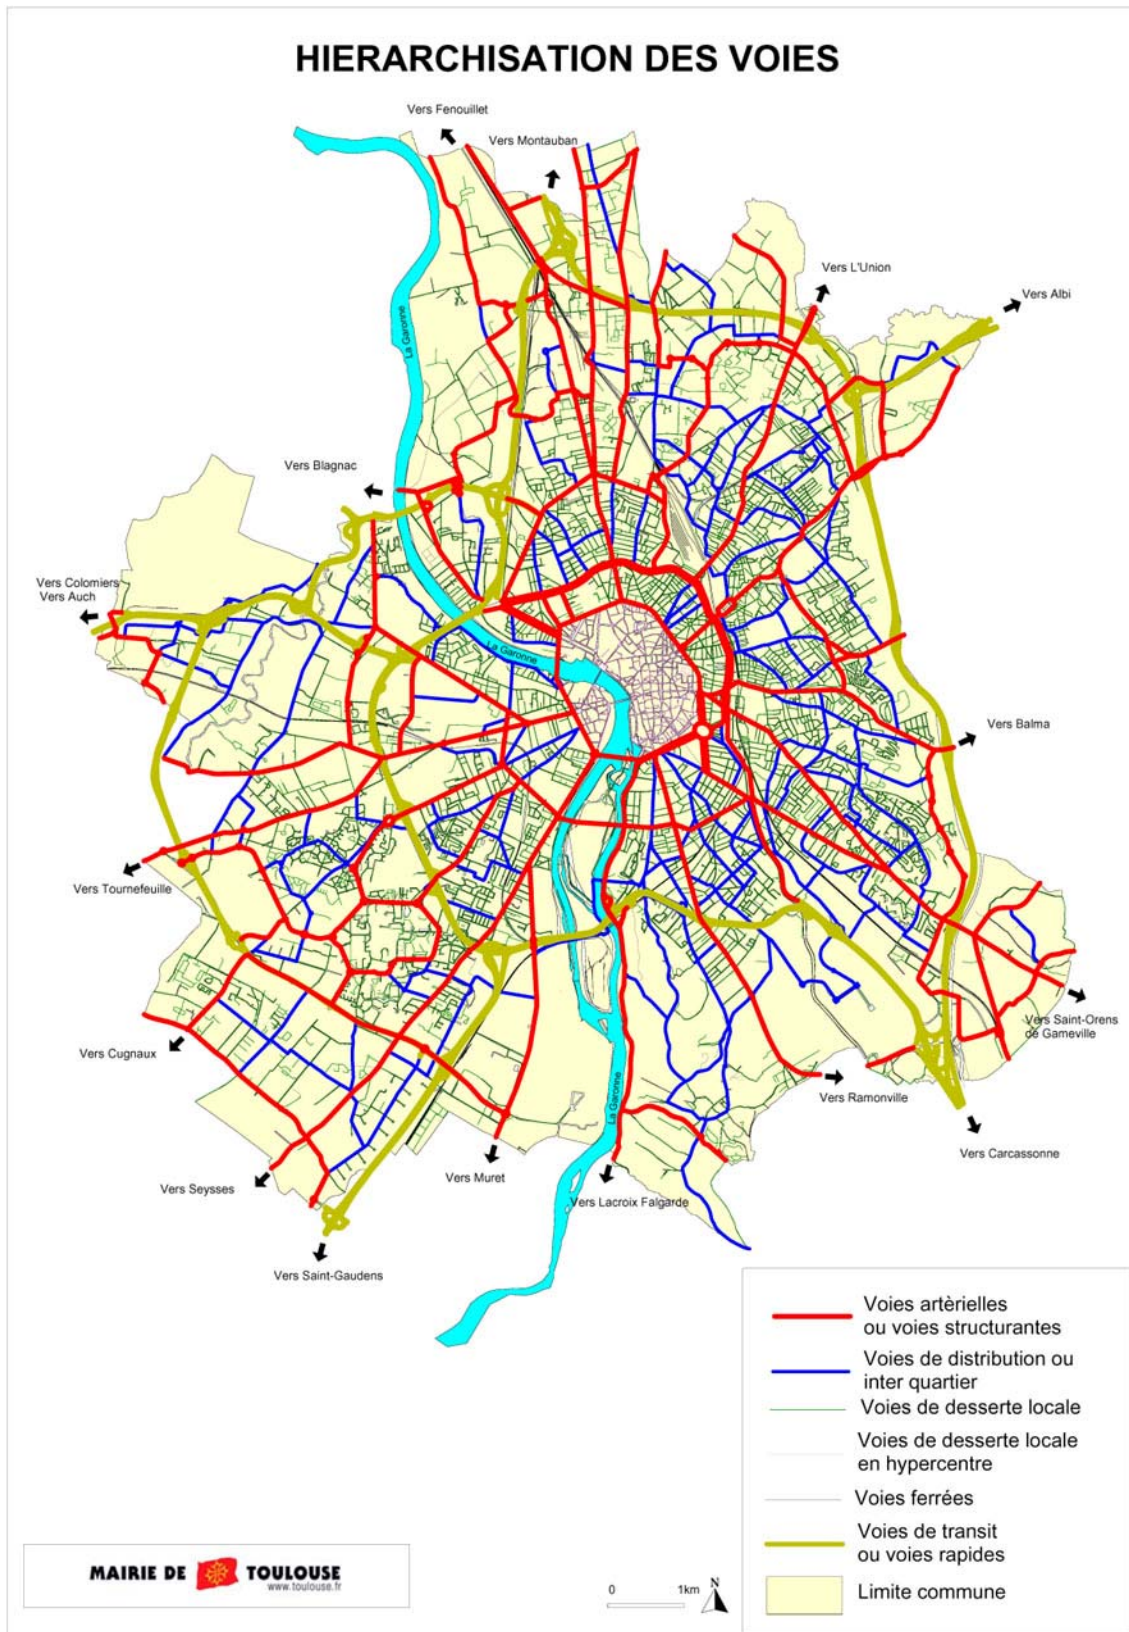 HIERARCHISATION DES VOIES
Vers Fenouillet
Vers Montauban
Vers L'Union
Vers Albi
La Garonne
Vers Blagnac
Vers Colomiers
Vers Auch
La Garonne
Vers Balma
Vers Tournefeuille
Vers Saint-Orens
de Gameville
Vers Cugnaux
La Garonne
Vers Ramonville
Vers Carcassonne
Vers Muret
Vers Seysses
Vers Lacroix Falgarde
Vers Saint-Gaudens
Voies artèrielles
ou voies structurantes
Voies de distribution ou
inter quartier
Voies de desserte locale
Voies de desserte locale
en hypercentre
Voies ferrées
Voies de transit
ou voies rapides
Limite commune
MAIRIE DE TOULOUSE
www.toulouse.fr
0 1km N